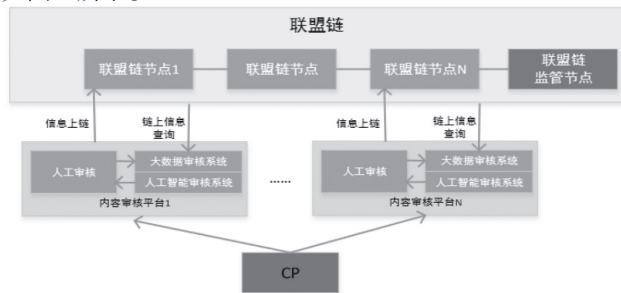 联盟链
联盟链节点1
联盟链节点
联盟链节点N
联盟链
监管节点
信息上链
链上信息
查询
信息上链
链上信息
查询
人工审核
大数据审核系统
人工智能审核系统
内容审核平台1
......
人工审核
大数据审核系统
人工智能审核系统
内容审核平台N
CP